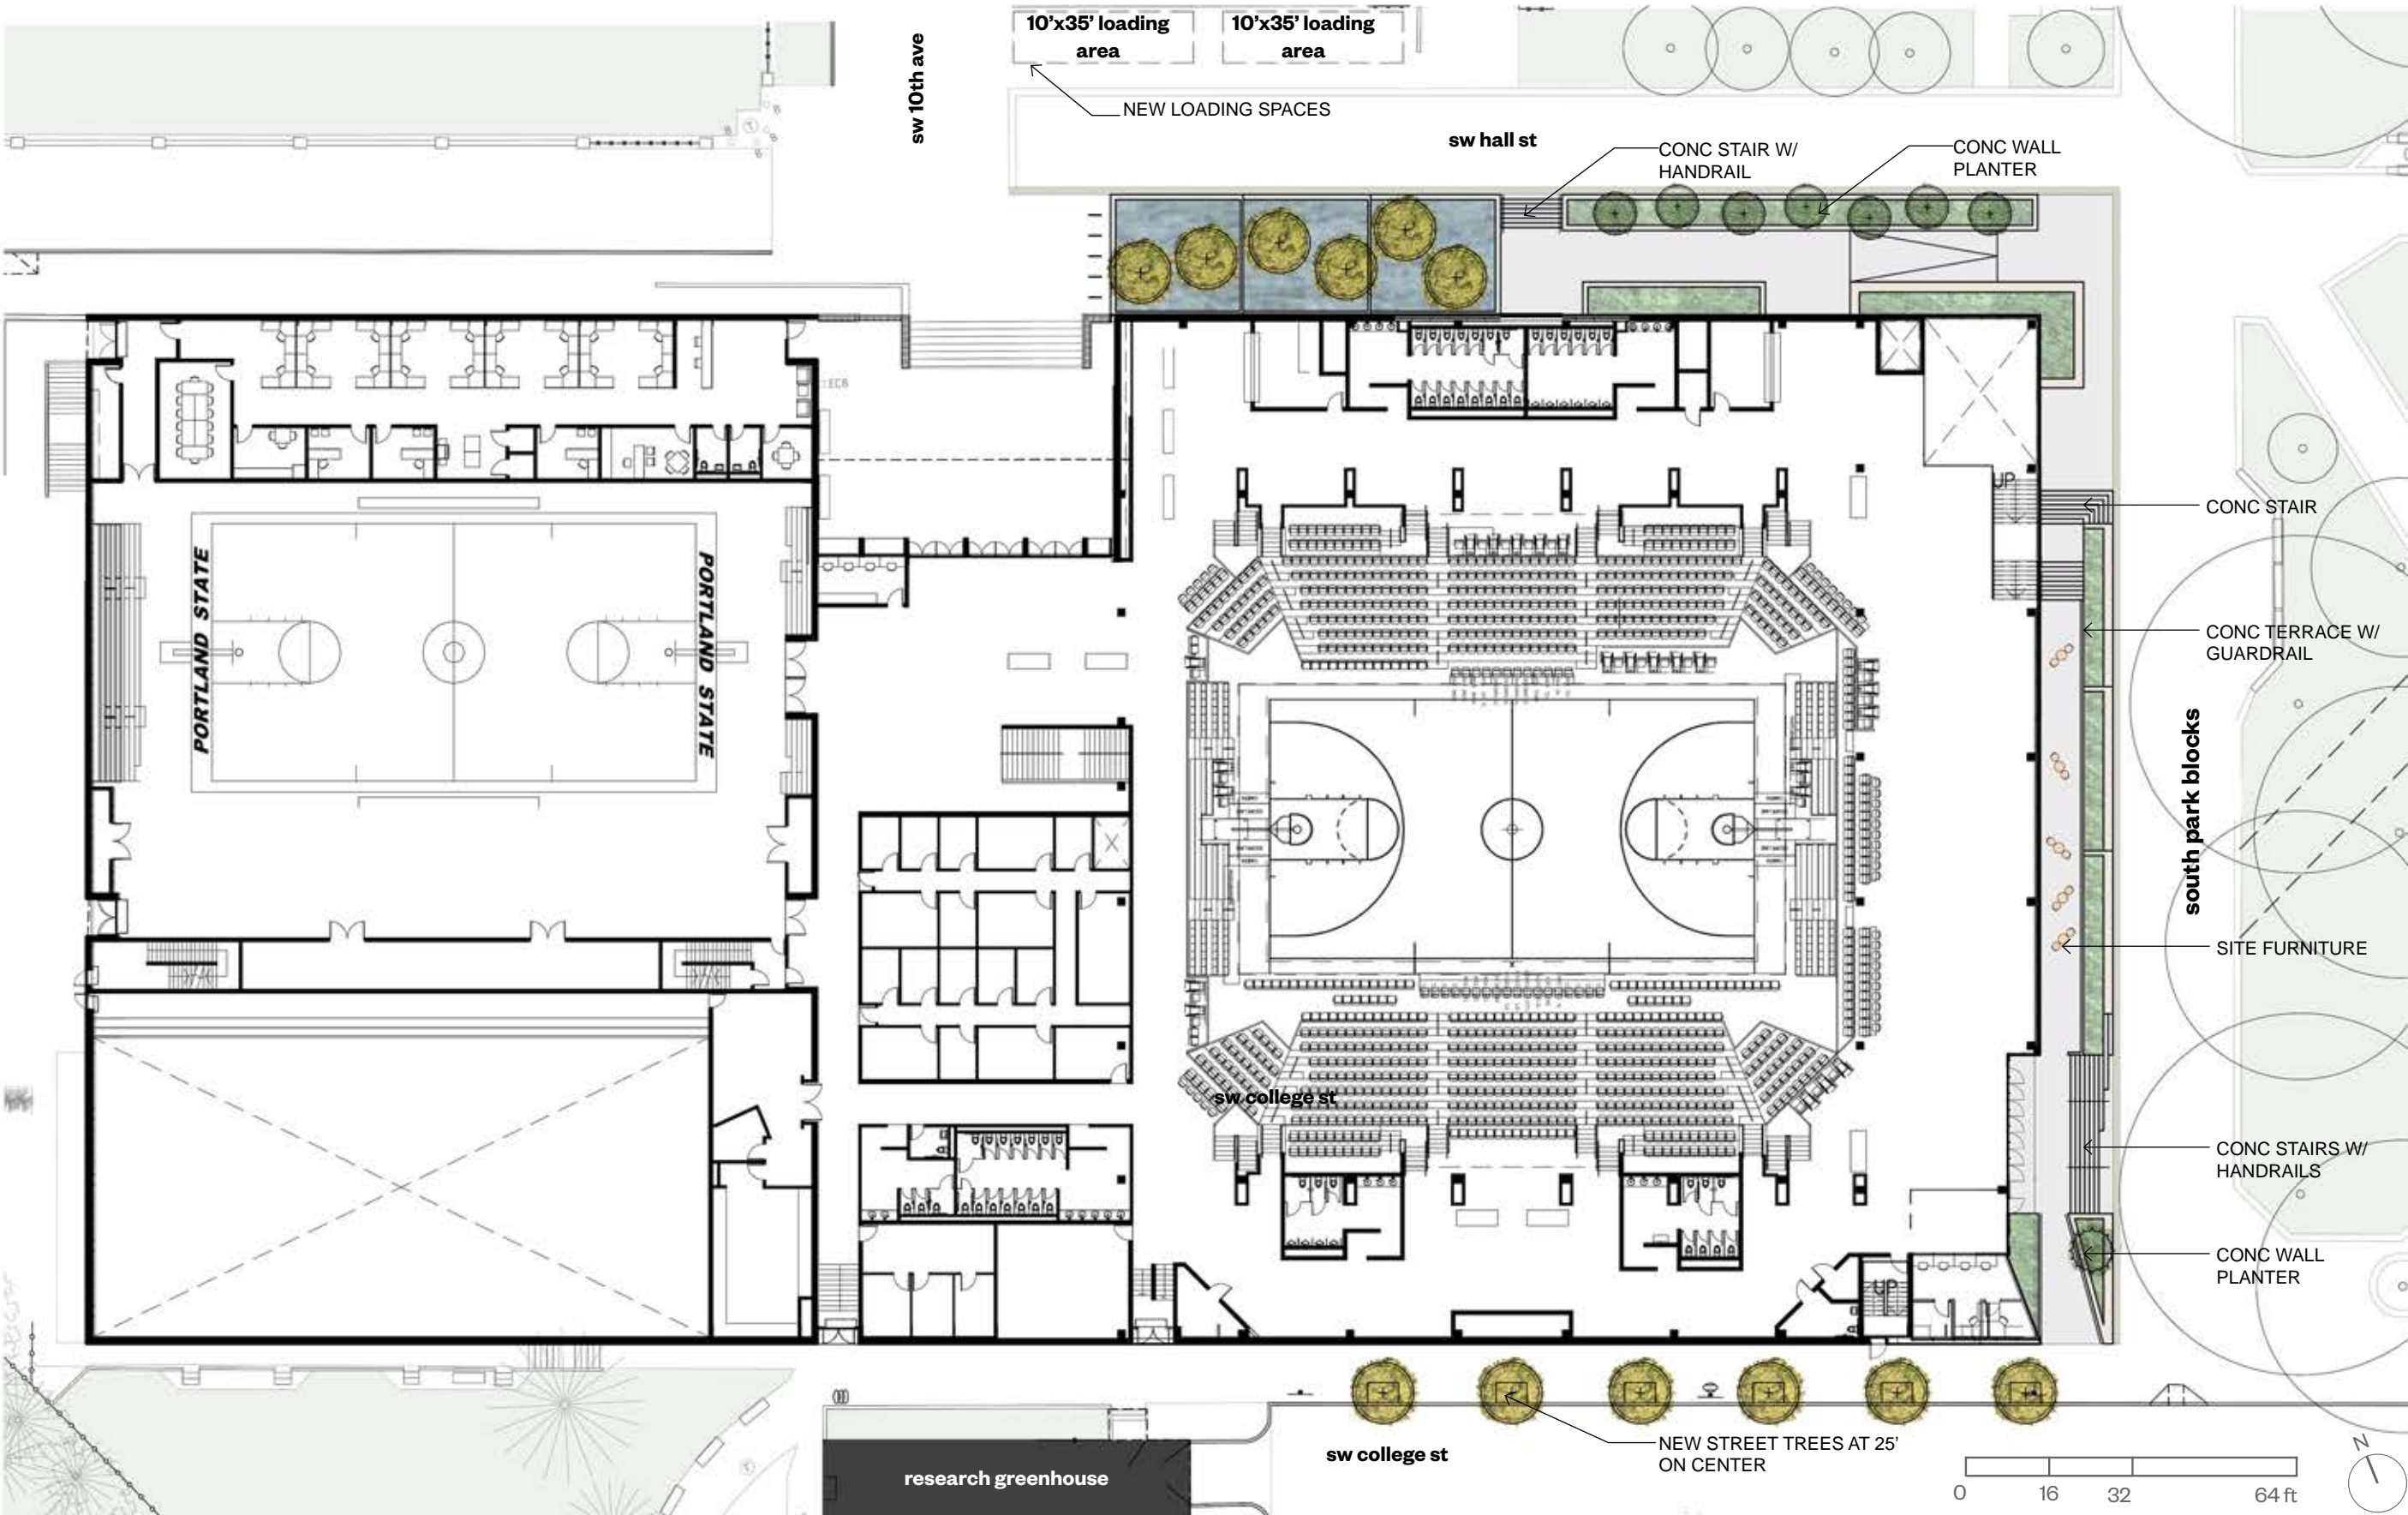 10’x35’ loading
area
10’x35’ loading
area
sw 10th ave
NEW LOADING SPACES
sw hall st
CONC STAIR W/
HANDRAIL
CONC WALL
PLANTER
EC6
UP
CONC STAIR
PORTLAND STATE
PORTLAND STATE
CONC TERRACE W/
GUARDRAIL
south park blocks
SITE FURNITURE
sw college st
CONC STAIRS W/
HANDRAILS
CONC WALL
PLANTER
UP
NEW STREET TREES AT 25’
ON CENTER
sw college st
research greenhouse
N
0
16
32
64 ft